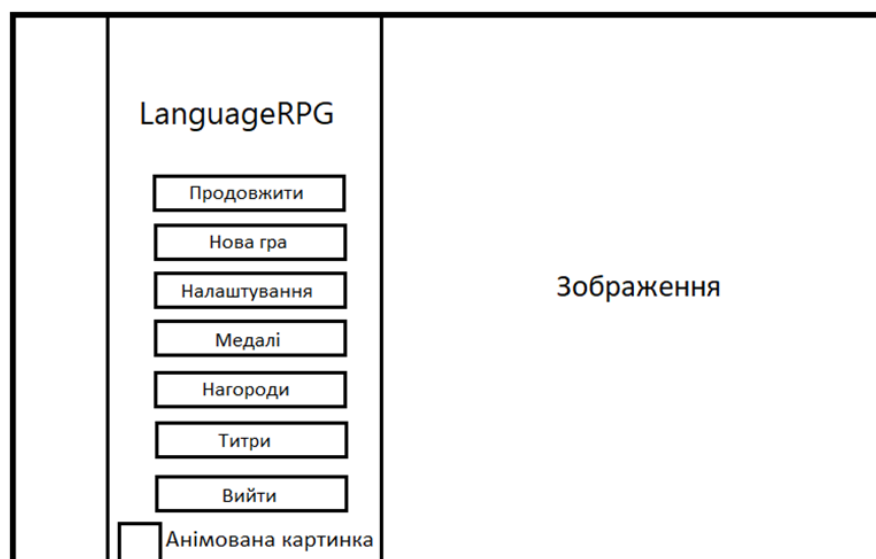 LanguageRPG
Продовжити
Нова гра
Налаштування
Медалі
Нагороди
Титри
Вийти
Анімована картинка
Зображення